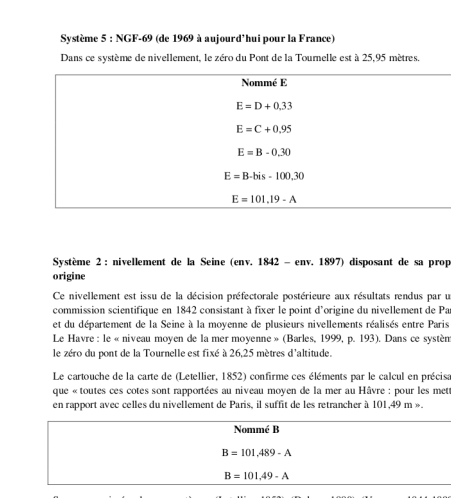 Système 5 : NGF-69 (de 1969 à aujourd'hui pour la France)
Dans ce système de nivellement, le zéro du Pont de la Tournelle est à 25,95 mètres.
Nommé E
E = D + 0,33
E = C + 0,95
E = B - 0,30
E = B-bis - 100,30
E = 101,19 - A
Système 2 : nivellement de la Seine (env. 1842 – env. 1897) disposant de sa prop
origine
Ce nivellement est issu de la décision préfectorale postérieure aux résultats rendus par u
commission scientifique en 1842 consistant à fixer le point d'origine du nivellement de Par
et du département de la Seine à la moyenne de plusieurs nivellements réalisés entre Paris
Le Havre : le « niveau moyen de la mer moyenne » (Barles, 1999, p. 193). Dans ce systèm
le zéro du pont de la Tournelle est fixé à 26,25 mètres d'altitude.
Le cartouche de la carte de (Letellier, 1852) confirme ces éléments par le calcul en précisa
que « toutes ces cotes sont rapportées au niveau moyen de la mer au Hâvre : pour les mett
en rapport avec celles du nivellement de Paris, il suffit de les retrancher à 101,49 m ».
Nommé B
B = 101,489 - A
B = 101,49 - A